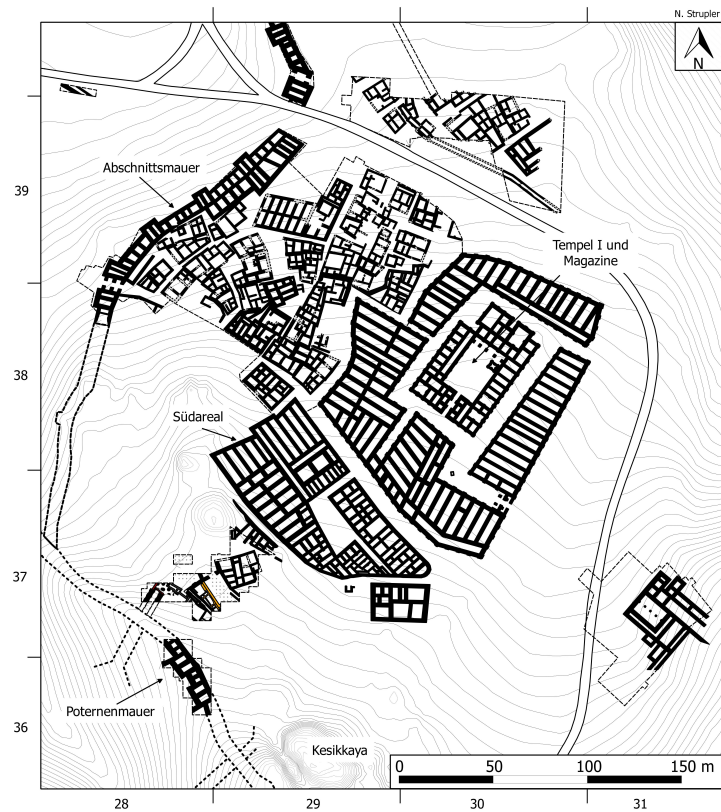 N. Strupler
N
Abschnittsmauer
39
Tempel I und
Magazine
38
Südareal
37
Poternenmauer
36
Kesikkaya
0 50 100 150 m
28 29 30 31